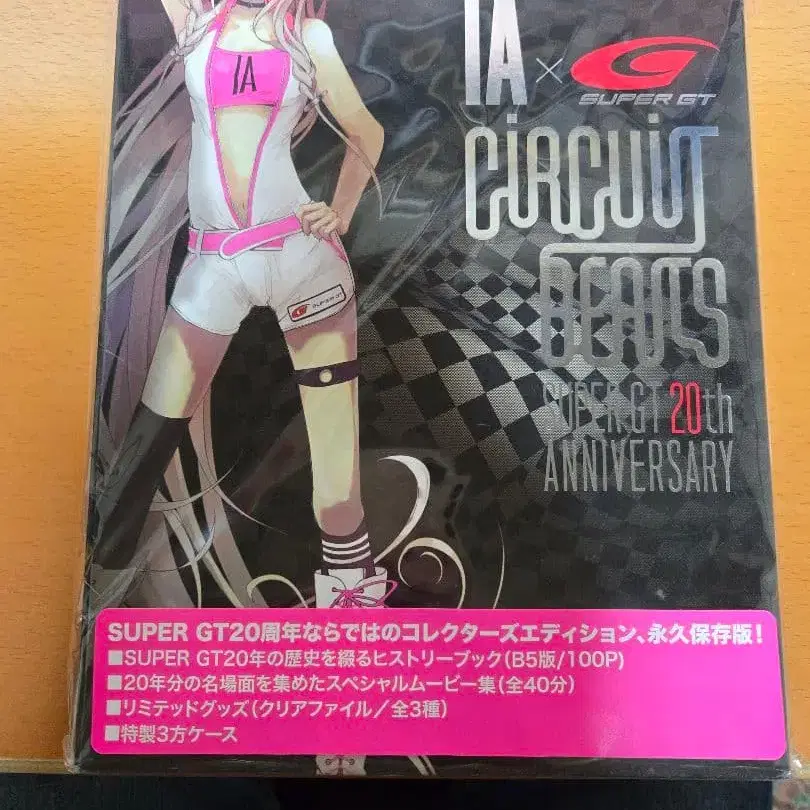 IA
IA × SUPER GT
CIRCUIT
BEATS
SUPER GT 20th
ANNIVERSARY
SUPER GT
SUPER GT20周年ならではのコレクターズエディション、永久保存版!
■SUPER GT20年の歴史を綴るヒストリーブック(B5版/100P)
■20年分の名場面を集めたスペシャルムービー集(全40分)
■リミテッドグッズ(クリアファイル/全3種)
■特製3方ケース